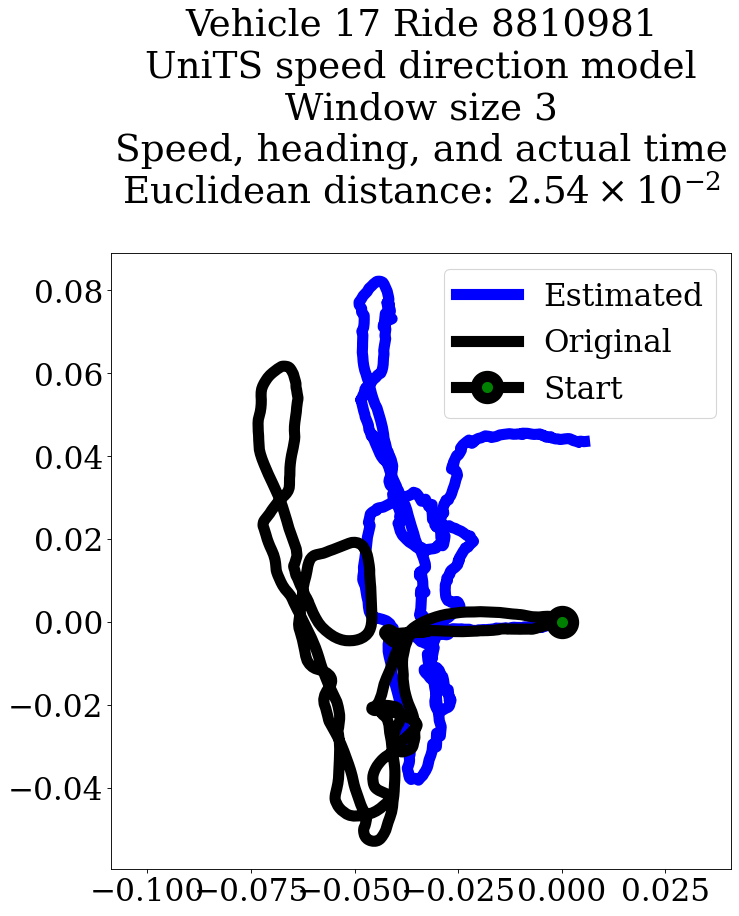 Vehicle 17 Ride 8810981
UniTS speed direction model
Window size 3
Speed, heading, and actual time
Euclidean distance: 2.54 × 10⁻²
Estimated
Original
Start
0.08
0.06
0.04
0.02
0.00
−0.02
−0.04
−0.100 −0.075 −0.050 −0.025 0.000 0.025